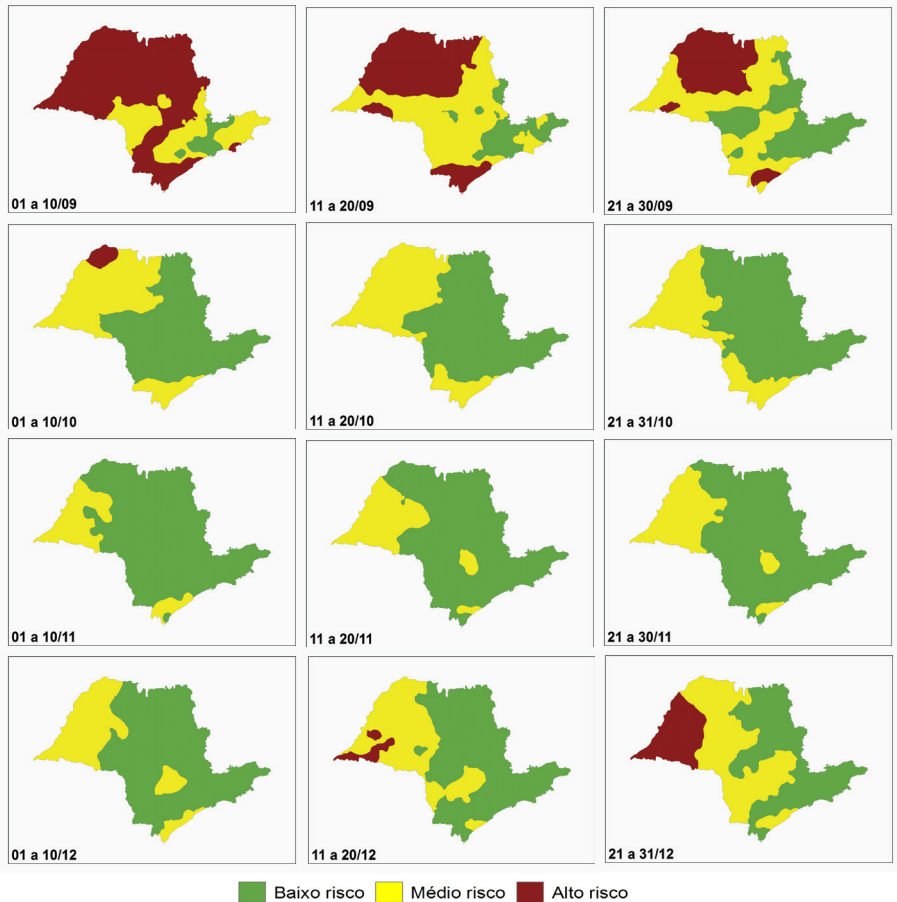 01 a 10/09
11 a 20/09
21 a 30/09
01 a 10/10
11 a 20/10
21 a 31/10
01 a 10/11
11 a 20/11
21 a 30/11
01 a 10/12
11 a 20/12
21 a 31/12
Baixo risco
Médio risco
Alto risco